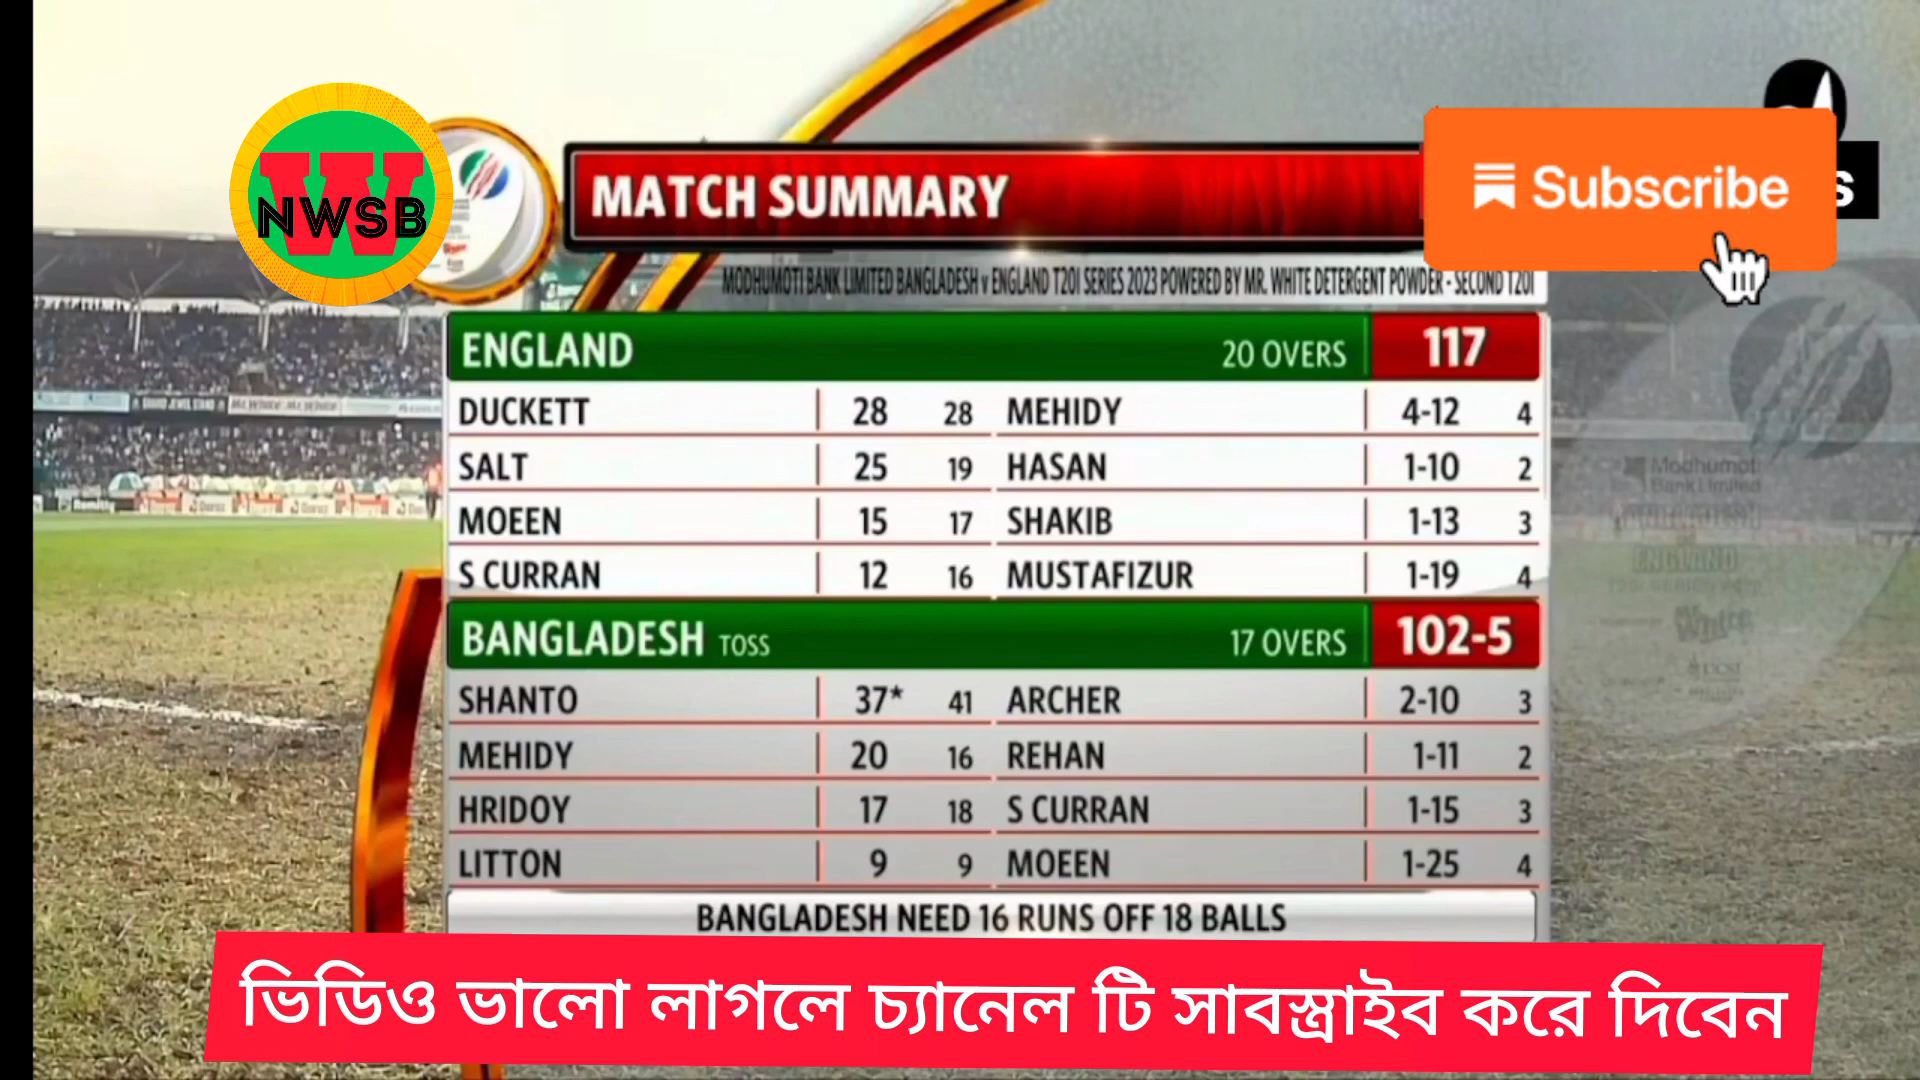 NWSB
MATCH SUMMARY
Subscribe
MODHUMOTI BANK LIMITED BANGLADESH v ENGLAND T20I SERIES 2023 POWERED BY MR. WHITE DETERGENT POWDER - SECOND T20I
ENGLAND 20 OVERS 117
DUCKETT 28 28 MEHIDY 4-12 4
SALT 25 19 HASAN 1-10 2
MOEEN 15 17 SHAKIB 1-13 3
S CURRAN 12 16 MUSTAFIZUR 1-19 4
BANGLADESH TOSS 17 OVERS 102-5
SHANTO 37* 41 ARCHER 2-10 3
MEHIDY 20 16 REHAN 1-11 2
HRIDOY 17 18 S CURRAN 1-15 3
LITTON 9 9 MOEEN 1-25 4
BANGLADESH NEED 16 RUNS OFF 18 BALLS
Modhumoti
Bank Limited
ENGLAND
ভিডিও ভালো লাগলে চ্যানেল টি সাবস্ক্রাইব করে দিবেন